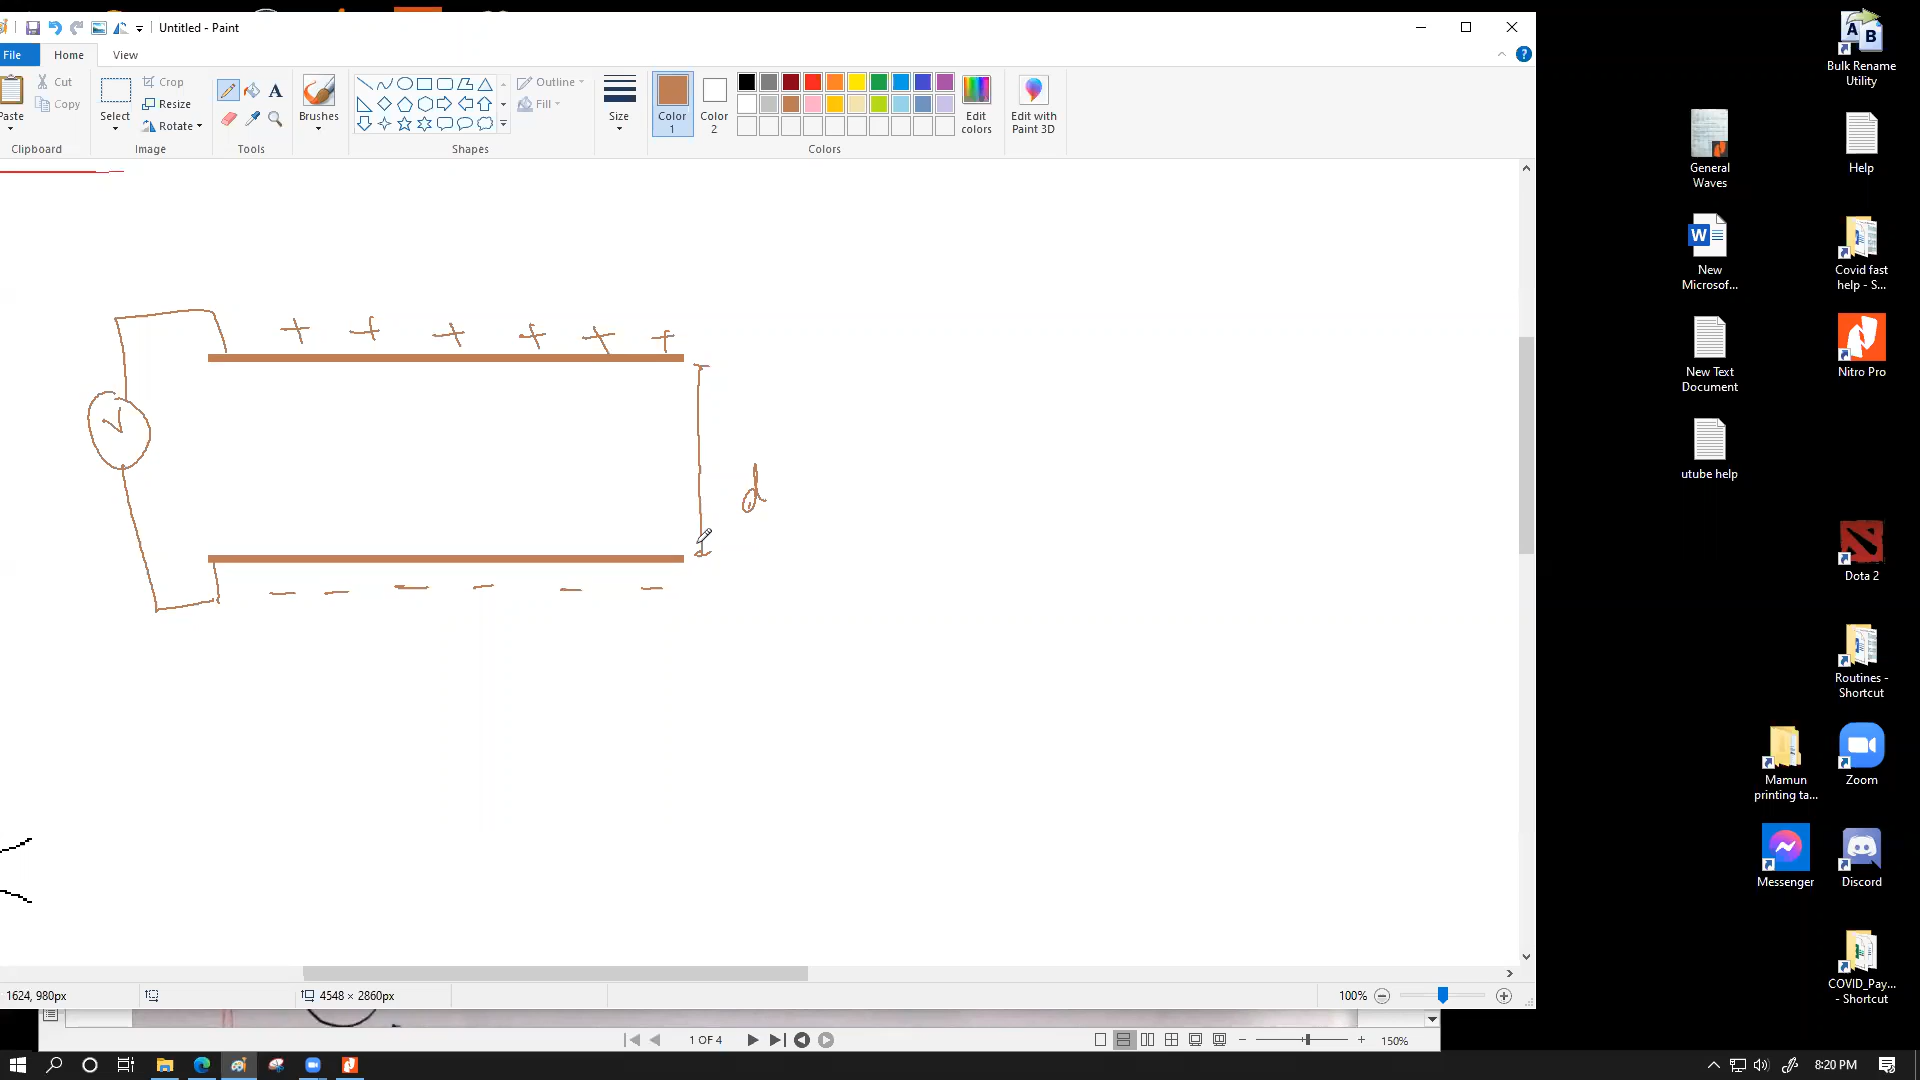 Untitled - Paint
File
Home
View
Paste
Cut
Copy
Clipboard
Select
Crop
Resize
Rotate
Image
Tools
Brushes
Shapes
Outline
Fill
Size
Color
1
Color
2
Edit
colors
Edit with
Paint 3D
Colors
+ + + + + +
V
d
- - - - - -
1624, 980px
4548 × 2860px
100%
1 OF 4
150%
8:20 PM
Bulk Rename
Utility
General
Waves
Help
New
Microsof...
Covid fast
help - S...
New Text
Document
Nitro Pro
utube help
Dota 2
Routines -
Shortcut
Mamun
printing ta...
Zoom
Messenger
Discord
COVID_Pay...
- Shortcut